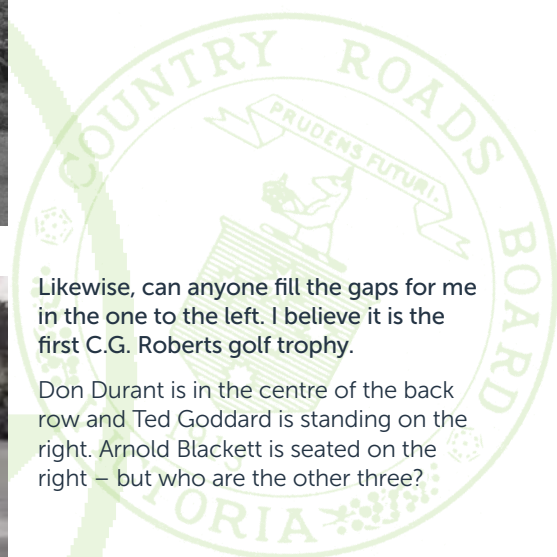 COUNTRY ROADS BOARD
PRUDENS FUTURI.
Likewise, can anyone fill the gaps for me
in the one to the left. I believe it is the
first C.G. Roberts golf trophy.
Don Durant is in the centre of the back
row and Ted Goddard is standing on the
right. Arnold Blackett is seated on the
right – but who are the other three?